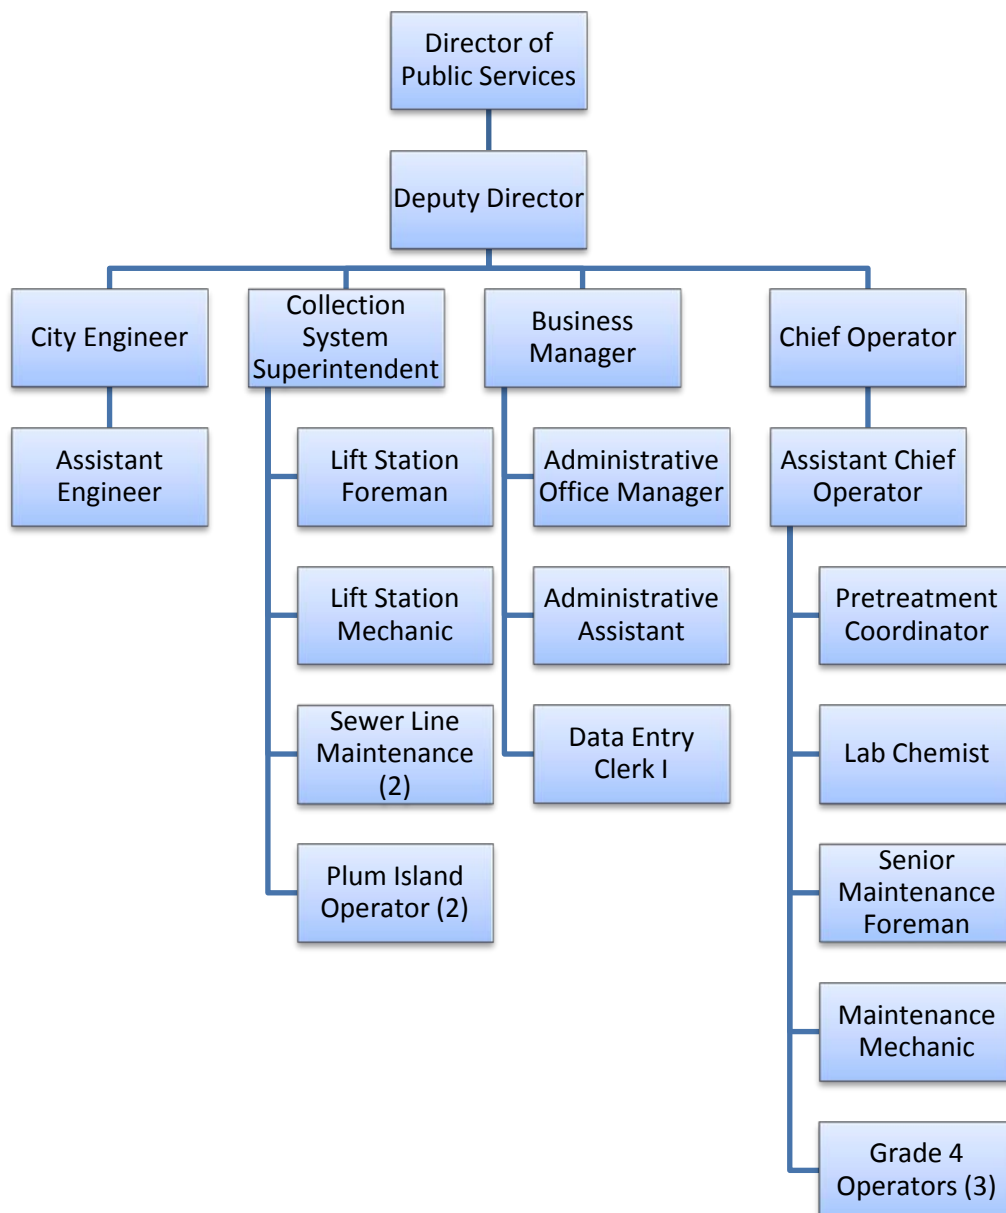 Director of
Public Services
Deputy Director
City Engineer
Collection
System
Superintendent
Business
Manager
Chief Operator
Assistant
Engineer
Lift Station
Foreman
Administrative
Office Manager
Assistant Chief
Operator
Lift Station
Mechanic
Administrative
Assistant
Pretreatment
Coordinator
Sewer Line
Maintenance
(2)
Data Entry
Clerk I
Lab Chemist
Plum Island
Operator (2)
Senior
Maintenance
Foreman
Maintenance
Mechanic
Grade 4
Operators (3)